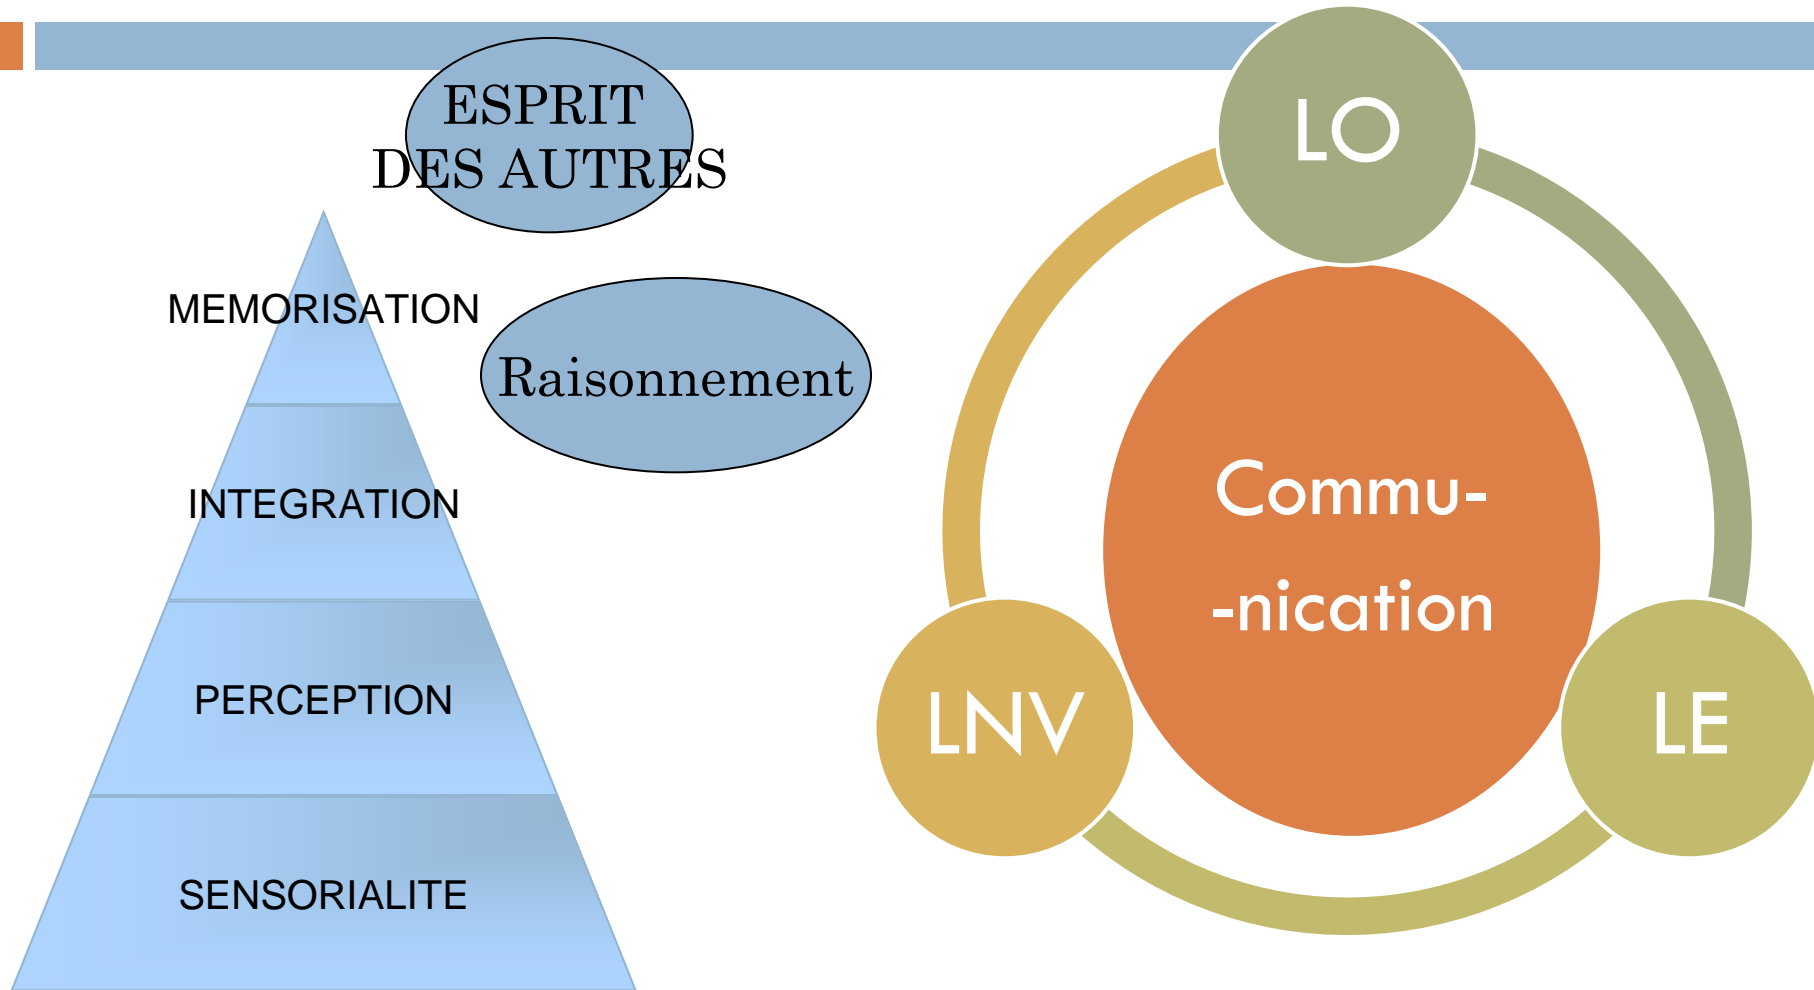 ESPRIT
DES AUTRES
MEMORISATION
Raisonnement
INTEGRATION
PERCEPTION
SENSORIALITE
LO
Commu-
-nication
LNV
LE